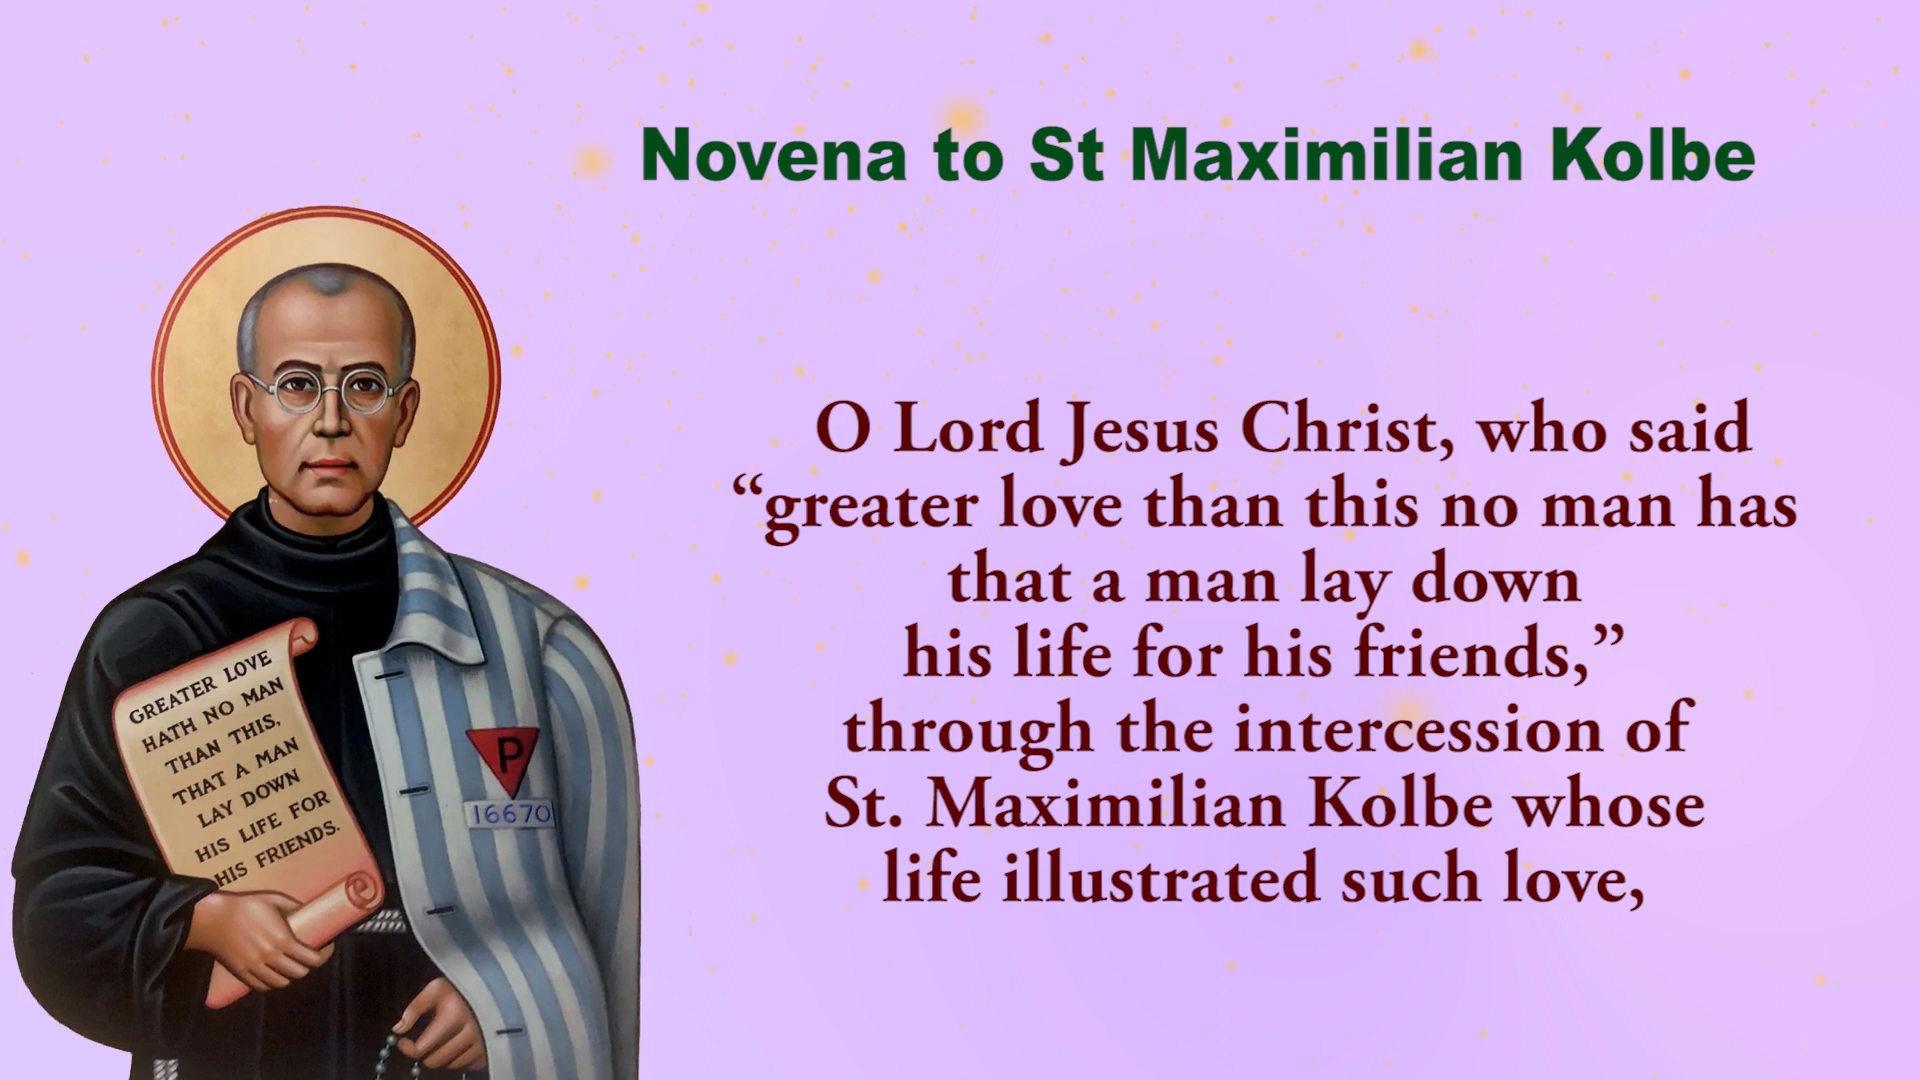 Novena to St Maximilian Kolbe
O Lord Jesus Christ, who said
“greater love than this no man has
that a man lay down
his life for his friends,”
through the intercession of
St. Maximilian Kolbe whose
life illustrated such love,
GREATER LOVE
HATH NO MAN
THAN THIS,
THAT A MAN
LAY DOWN
HIS LIFE FOR
HIS FRIENDS.
P
16670